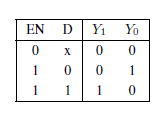 EN D Y₁ Y₀
0 x 0 0
1 0 0 1
1 1 1 0